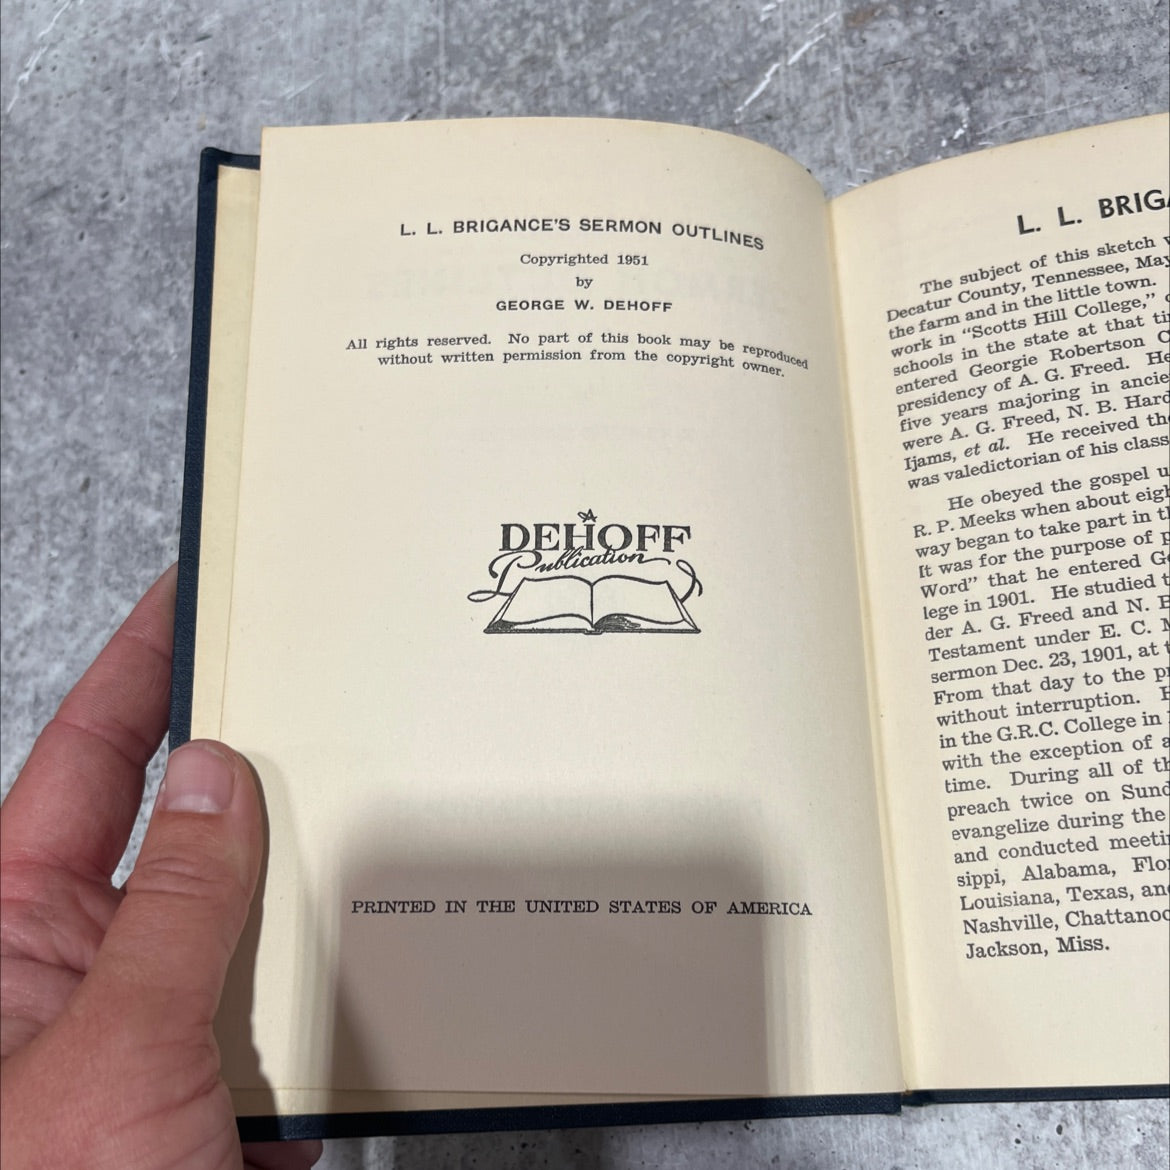 L. L. BRIGANCE'S SERMON OUTLINES
Copyrighted 1951
by
GEORGE W. DEHOFF
All rights reserved. No part of this book may be reproduced
without written permission from the copyright owner.
A
DEHOFF
Publication
PRINTED IN THE UNITED STATES OF AMERICA
L. L.
The subject of this sketch
Decatur County, Tennessee, May
the farm and in the little town.
work in "Scotts Hill College,"
schools in the state at that
entered Georgie Robertson
presidency of A. G. Freed. He
five years majoring in
were A. G. Freed, N. B.
Ijams, et al. He received
was valedictorian of his class
He obeyed the gospel
R. P. Meeks when about
way began to take part in
It was for the purpose of
Word" that he entered
lege in 1901. He studied
der A. G. Freed and N.
Testament under E. C.
sermon Dec. 23, 1901, at
From that day to the
without interruption.
in the G.R.C. College in
with the exception of
time. During all of
preach twice on
evangelize during the
and conducted
sippi, Alabama,
Louisiana, Texas,
Nashville,
Jackson, Miss.